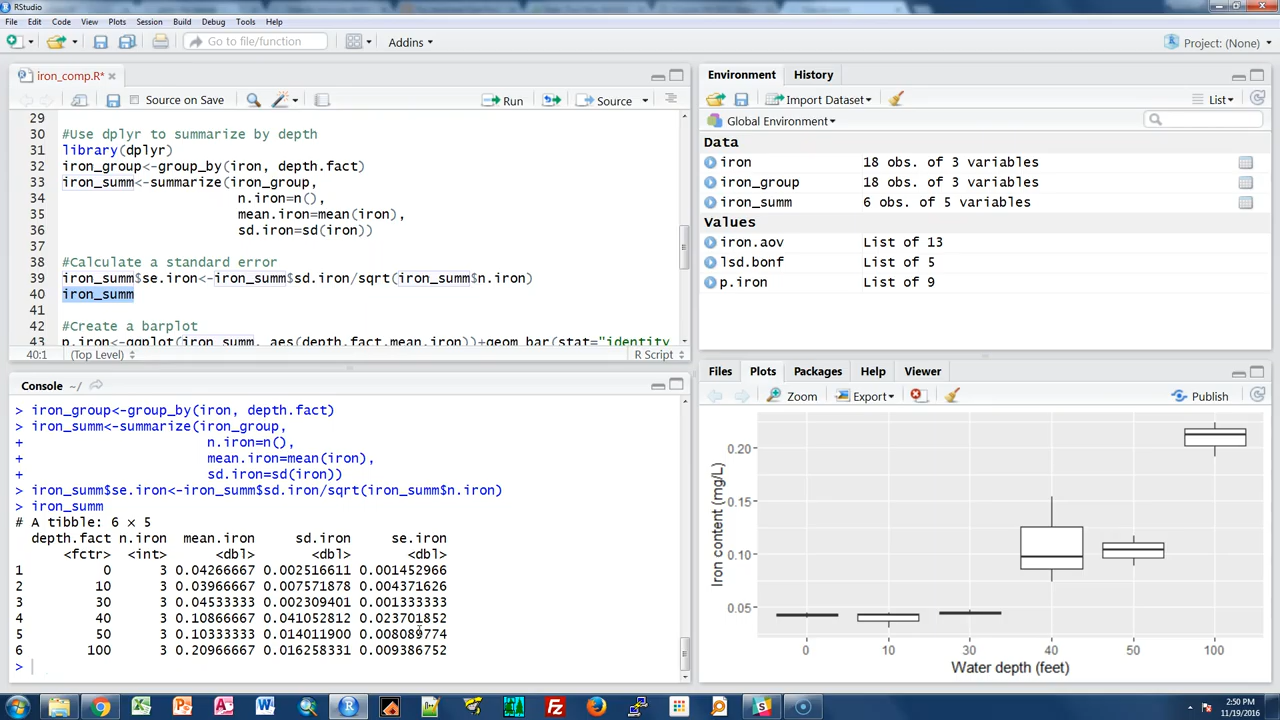 RStudio
File Edit Code View Plots Session Build Debug Tools Help
Go to file/function Addins Project: (None)
iron_comp.R*
Source on Save Run Source
29
30 #Use dplyr to summarize by depth
31 library(dplyr)
32 iron_group<-group_by(iron, depth.fact)
33 iron_summ<-summarize(iron_group,
34 n.iron=n(),
35 mean.iron=mean(iron),
36 sd.iron=sd(iron))
37
38 #Calculate a standard error
39 iron_summ$se.iron<-iron_summ$sd.iron/sqrt(iron_summ$n.iron)
40 iron_summ
41
42 #Create a barplot
43 p.iron<-ggplot(iron_summ, aes(depth.fact,mean.iron))+geom_bar(stat="identity
40:1 (Top Level) R Script
Console ~/
> iron_group<-group_by(iron, depth.fact)
> iron_summ<-summarize(iron_group,
+ n.iron=n(),
+ mean.iron=mean(iron),
+ sd.iron=sd(iron))
> iron_summ$se.iron<-iron_summ$sd.iron/sqrt(iron_summ$n.iron)
> iron_summ
# A tibble: 6 × 5
depth.fact n.iron mean.iron sd.iron se.iron
<fctr> <int> <dbl> <dbl> <dbl>
1 0 3 0.04266667 0.002516611 0.001452966
2 10 3 0.03966667 0.007571878 0.004371626
3 30 3 0.04533333 0.002309401 0.001333333
4 40 3 0.10866667 0.041052812 0.023701852
5 50 3 0.10333333 0.014011900 0.008089774
6 100 3 0.20966667 0.016258331 0.009386752
>
Environment History
Import Dataset List
Global Environment
Data
iron 18 obs. of 3 variables
iron_group 18 obs. of 3 variables
iron_summ 6 obs. of 5 variables
Values
iron.aov List of 13
lsd.bonf List of 5
p.iron List of 9
Files Plots Packages Help Viewer
Zoom Export Publish
Iron content (mg/L)
0.20
0.15
0.10
0.05
0 10 30 40 50 100
Water depth (feet)
2:50 PM
11/19/2016